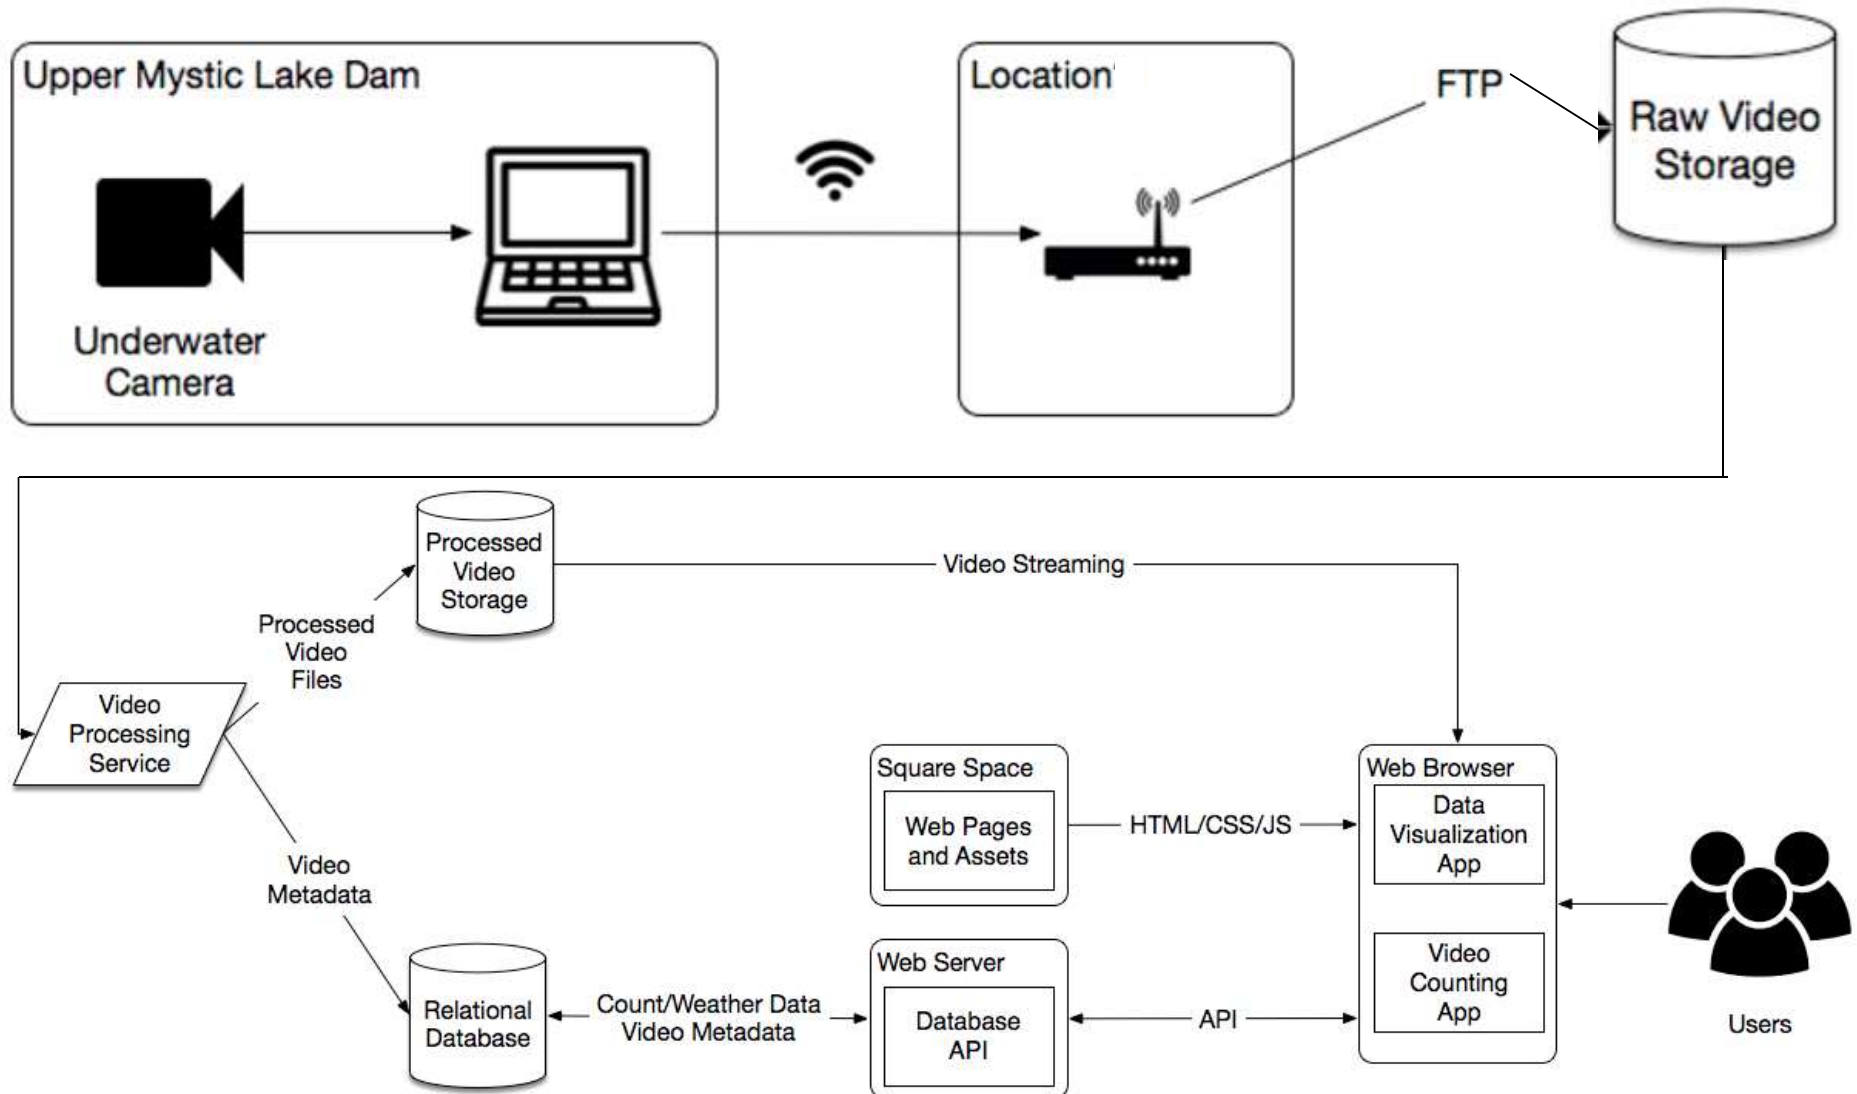 Upper Mystic Lake Dam
Underwater
Camera
Location
FTP
Raw Video
Storage
Processed
Video
Storage
Video Streaming
Processed
Video
Files
Video
Processing
Service
Video
Metadata
Relational
Database
Count/Weather Data
Video Metadata
Square Space
Web Pages
and Assets
HTML/CSS/JS
Web Server
Database
API
API
Web Browser
Data
Visualization
App
Video
Counting
App
Users